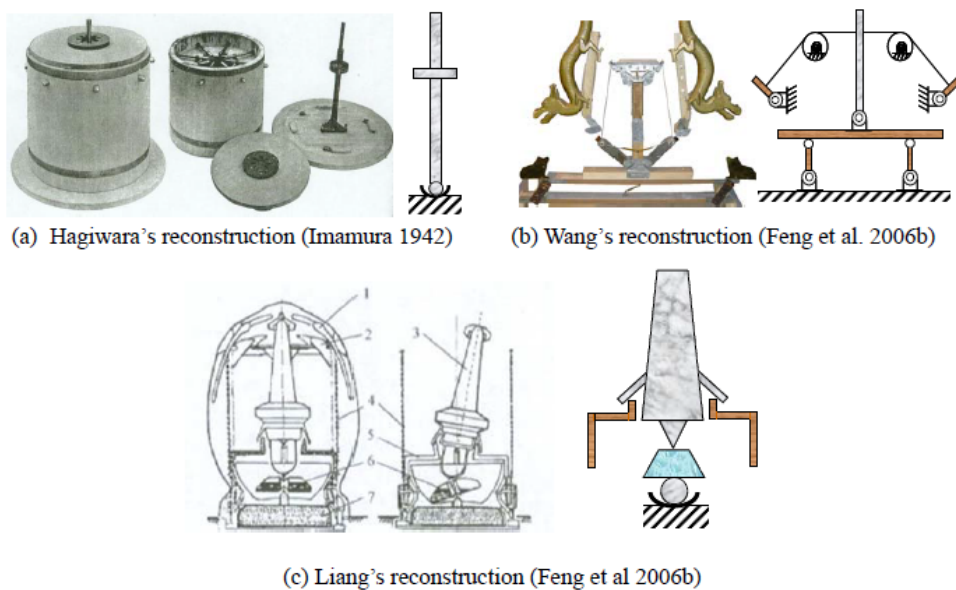 (a) Hagiwara's reconstruction (Imamura 1942)
(b) Wang's reconstruction (Feng et al. 2006b)
1
2
3
4
5
6
7
(c) Liang's reconstruction (Feng et al 2006b)